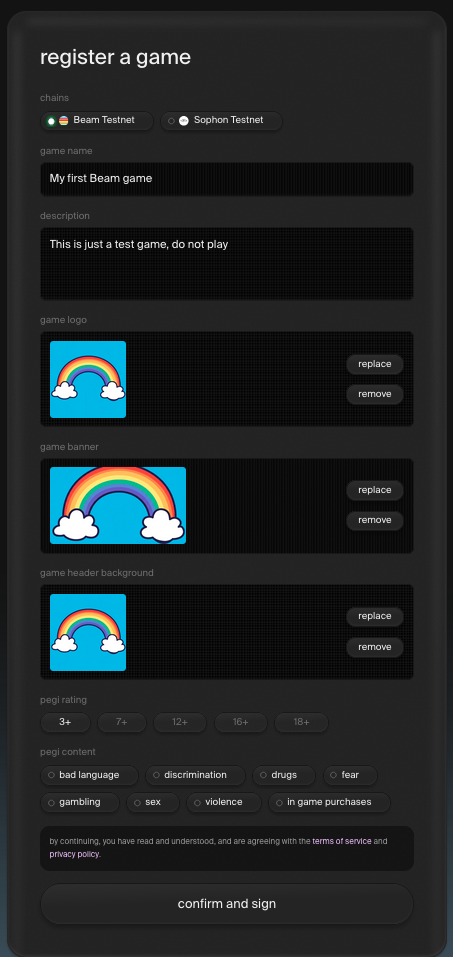 register a game
chains
Beam Testnet Sophon Testnet
game name
My first Beam game
description
This is just a test game, do not play
game logo
replace
remove
game banner
replace
remove
game header background
replace
remove
pegi rating
3+ 7+ 12+ 16+ 18+
pegi content
bad language discrimination drugs fear
gambling sex violence in game purchases
by continuing, you have read and understood, and are agreeing with the terms of service and
privacy policy.
confirm and sign